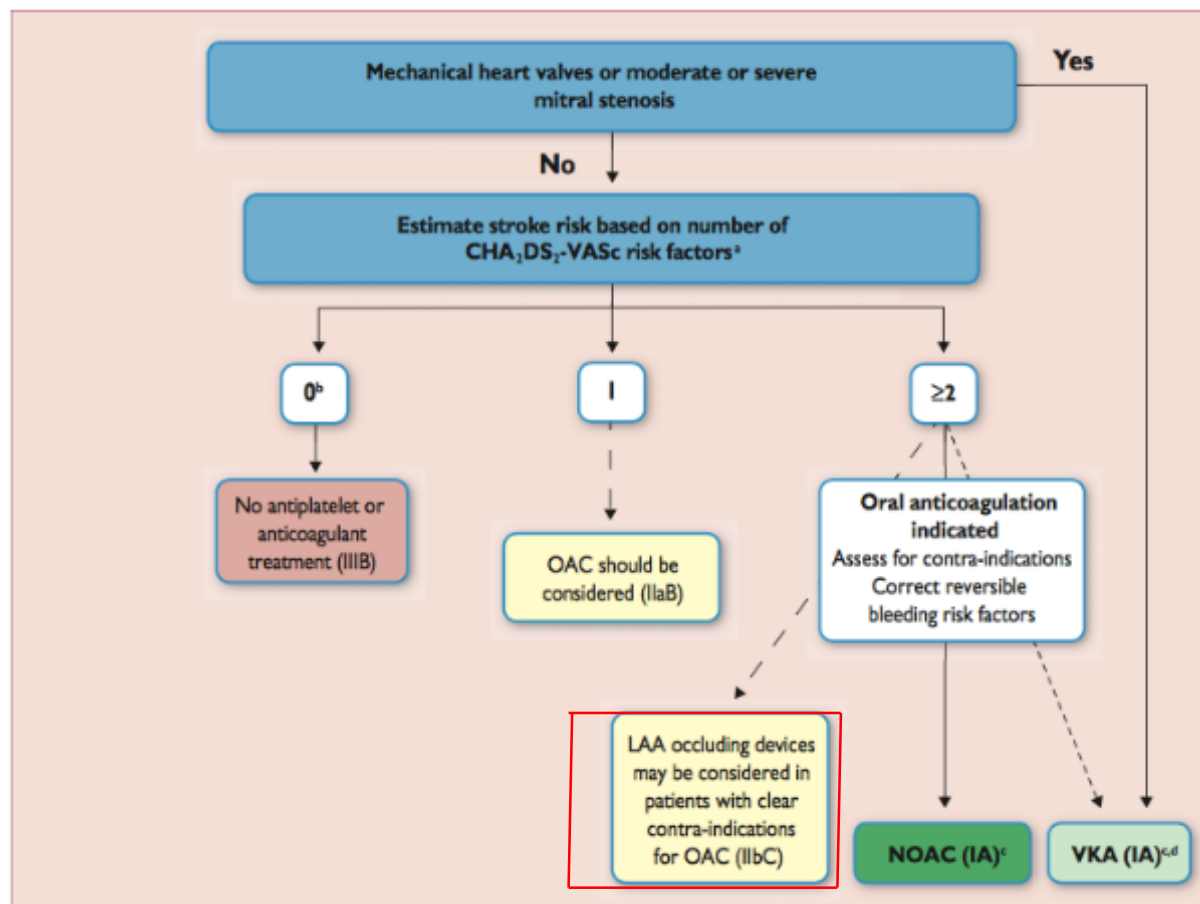 Mechanical heart valves or moderate or severe
mitral stenosis
Yes
No
Estimate stroke risk based on number of
CHA₂DS₂-VASc risk factorsᵃ
0ᵇ
1
≥2
No antiplatelet or
anticoagulant
treatment (IIIB)
OAC should be
considered (IIaB)
Oral anticoagulation
indicated
Assess for contra-indications
Correct reversible
bleeding risk factors
LAA occluding devices
may be considered in
patients with clear
contra-indications
for OAC (IIbC)
NOAC (IA)ᶜ
VKA (IA)ᶜ,ᵈ